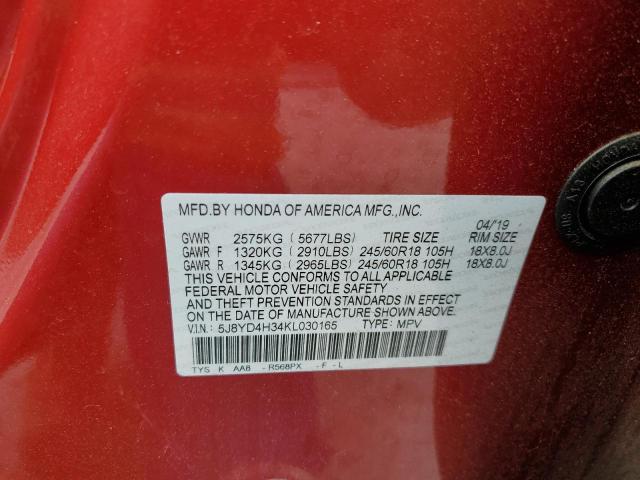 MFD.BY HONDA OF AMERICA MFG.,INC.
04/'19
GVWR 2575KG (5677LBS) TIRE SIZE RIM SIZE
GAWR F 1320KG (2910LBS) 245/60R18 105H 18X8.0J
GAWR R 1345KG (2965LBS) 245/60R18 105H 18X8.0J
THIS VEHICLE CONFORMS TO ALL APPLICABLE
FEDERAL MOTOR VEHICLE SAFETY
AND THEFT PREVENTION STANDARDS IN EFFECT
ON THE DATE OF MANUFACTURE SHOWN ABOVE.
V.I.N: 5J8YD4H34KL030165 TYPE: MPV
TYS K AA8 - R568PX - F - L